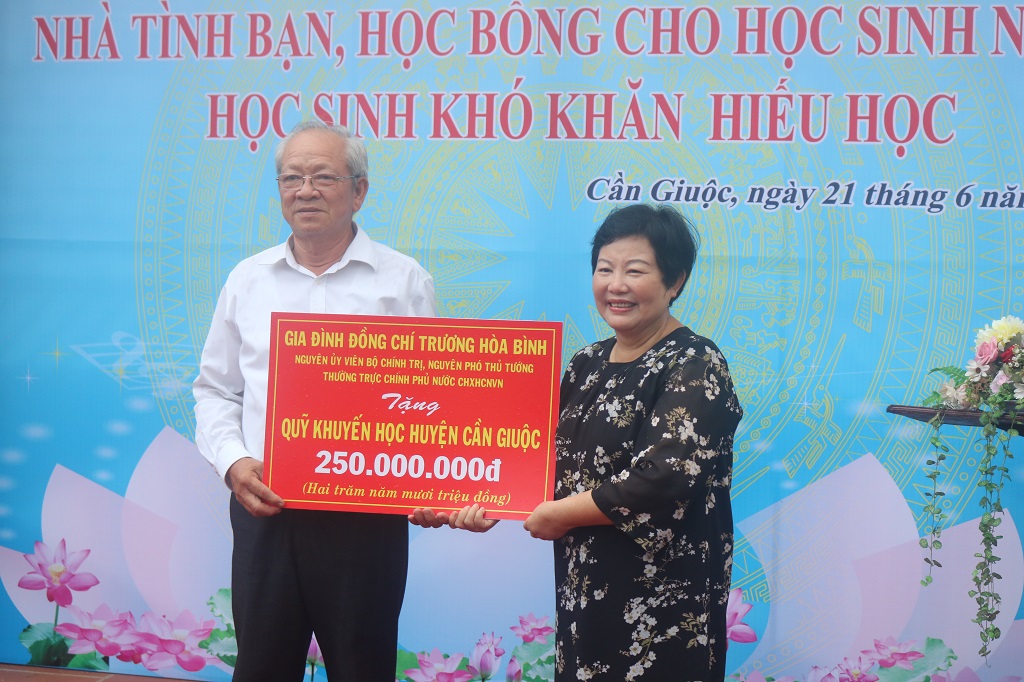 NHÀ TÌNH BẠN, HỌC BỔNG CHO HỌC SINH N
HỌC SINH KHÓ KHĂN HIẾU HỌC
Cần Giuộc, ngày 21 tháng 6 năm
GIA ĐÌNH ĐỒNG CHÍ TRƯƠNG HÒA BÌNH
NGUYÊN ỦY VIÊN BỘ CHÍNH TRỊ, NGUYÊN PHÓ THỦ TƯỚNG
THƯỜNG TRỰC CHÍNH PHỦ NƯỚC CHXHCNVN
Tặng
QUỸ KHUYẾN HỌC HUYỆN CẦN GIUỘC
250.000.000đ
(Hai trăm năm mươi triệu đồng)